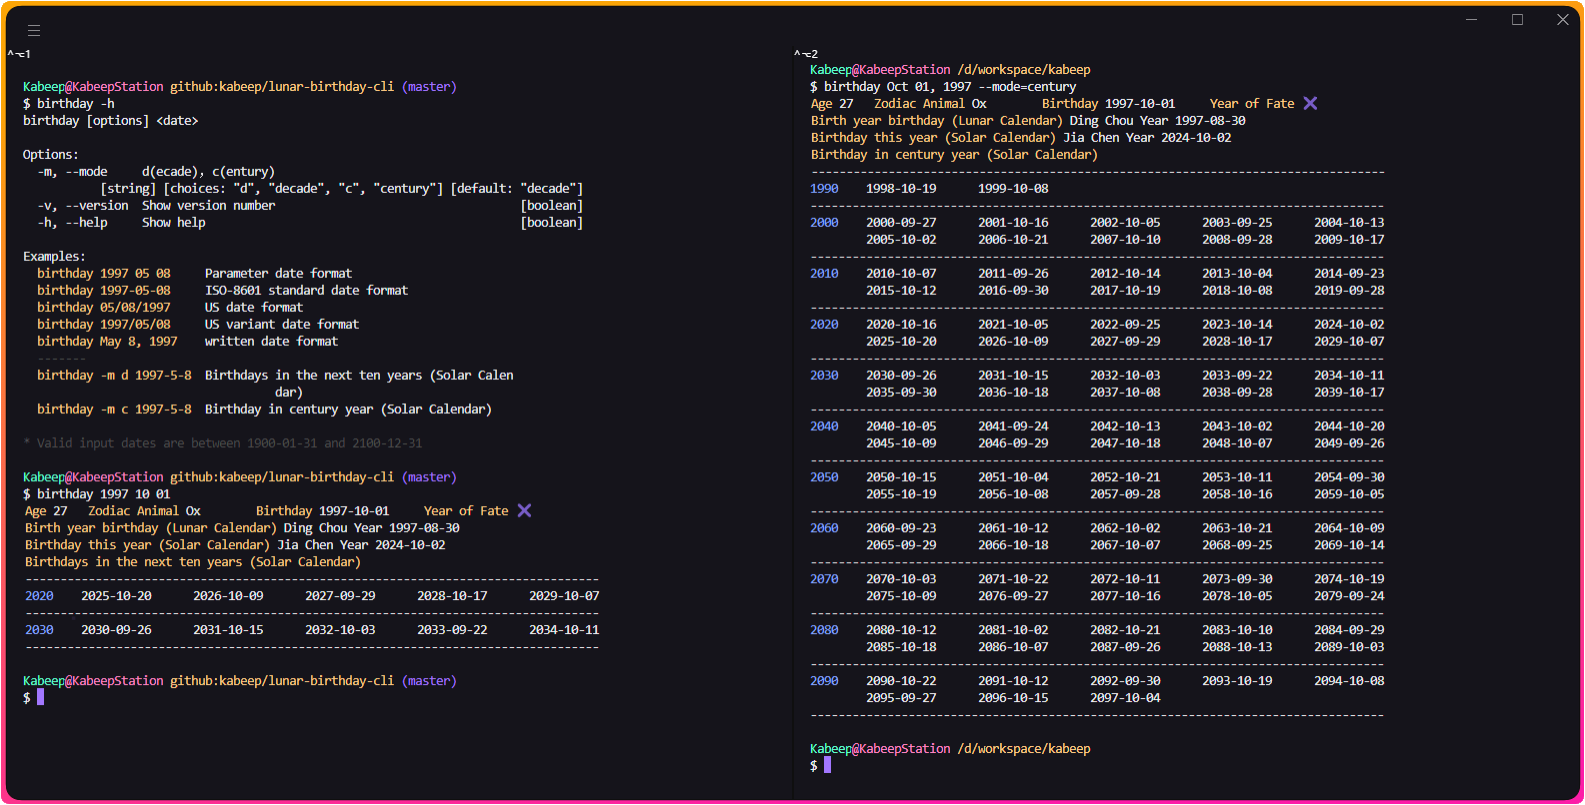 ^⌥1
Kabeep@KabeepStation github:kabeep/lunar-birthday-cli (master)
$ birthday -h
birthday [options] <date>
Options:
-m, --mode     d(ecade), c(entury)
[string] [choices: "d", "decade", "c", "century"] [default: "decade"]
-v, --version  Show version number                                   [boolean]
-h, --help     Show help                                             [boolean]
Examples:
birthday 1997 05 08     Parameter date format
birthday 1997-05-08     ISO-8601 standard date format
birthday 05/08/1997     US date format
birthday 1997/05/08     US variant date format
birthday May 8, 1997    written date format
-------
birthday -m d 1997-5-8  Birthdays in the next ten years (Solar Calen
dar)
birthday -m c 1997-5-8  Birthday in century year (Solar Calendar)
* Valid input dates are between 1900-01-31 and 2100-12-31
Kabeep@KabeepStation github:kabeep/lunar-birthday-cli (master)
$ birthday 1997 10 01
Age 27   Zodiac Animal Ox        Birthday 1997-10-01     Year of Fate ❌
Birth year birthday (Lunar Calendar) Ding Chou Year 1997-08-30
Birthday this year (Solar Calendar) Jia Chen Year 2024-10-02
Birthdays in the next ten years (Solar Calendar)
----------------------------------------------------------------------------------
2020    2025-10-20      2026-10-09      2027-09-29      2028-10-17      2029-10-07
----------------------------------------------------------------------------------
2030    2030-09-26      2031-10-15      2032-10-03      2033-09-22      2034-10-11
----------------------------------------------------------------------------------
Kabeep@KabeepStation github:kabeep/lunar-birthday-cli (master)
$
^⌥2
Kabeep@KabeepStation /d/workspace/kabeep
$ birthday Oct 01, 1997 --mode=century
Age 27   Zodiac Animal Ox        Birthday 1997-10-01     Year of Fate ❌
Birth year birthday (Lunar Calendar) Ding Chou Year 1997-08-30
Birthday this year (Solar Calendar) Jia Chen Year 2024-10-02
Birthday in century year (Solar Calendar)
----------------------------------------------------------------------------------
1990    1998-10-19      1999-10-08
----------------------------------------------------------------------------------
2000    2000-09-27      2001-10-16      2002-10-05      2003-09-25      2004-10-13
2005-10-02      2006-10-21      2007-10-10      2008-09-28      2009-10-17
----------------------------------------------------------------------------------
2010    2010-10-07      2011-09-26      2012-10-14      2013-10-04      2014-09-23
2015-10-12      2016-09-30      2017-10-19      2018-10-08      2019-09-28
----------------------------------------------------------------------------------
2020    2020-10-16      2021-10-05      2022-09-25      2023-10-14      2024-10-02
2025-10-20      2026-10-09      2027-09-29      2028-10-17      2029-10-07
----------------------------------------------------------------------------------
2030    2030-09-26      2031-10-15      2032-10-03      2033-09-22      2034-10-11
2035-09-30      2036-10-18      2037-10-08      2038-09-28      2039-10-17
----------------------------------------------------------------------------------
2040    2040-10-05      2041-09-24      2042-10-13      2043-10-02      2044-10-20
2045-10-09      2046-09-29      2047-10-18      2048-10-07      2049-09-26
----------------------------------------------------------------------------------
2050    2050-10-15      2051-10-04      2052-10-21      2053-10-11      2054-09-30
2055-10-19      2056-10-08      2057-09-28      2058-10-16      2059-10-05
----------------------------------------------------------------------------------
2060    2060-09-23      2061-10-12      2062-10-02      2063-10-21      2064-10-09
2065-09-29      2066-10-18      2067-10-07      2068-09-25      2069-10-14
----------------------------------------------------------------------------------
2070    2070-10-03      2071-10-22      2072-10-11      2073-09-30      2074-10-19
2075-10-09      2076-09-27      2077-10-16      2078-10-05      2079-09-24
----------------------------------------------------------------------------------
2080    2080-10-12      2081-10-02      2082-10-21      2083-10-10      2084-09-29
2085-10-18      2086-10-07      2087-09-26      2088-10-13      2089-10-03
----------------------------------------------------------------------------------
2090    2090-10-22      2091-10-12      2092-09-30      2093-10-19      2094-10-08
2095-09-27      2096-10-15      2097-10-04
----------------------------------------------------------------------------------
Kabeep@KabeepStation /d/workspace/kabeep
$